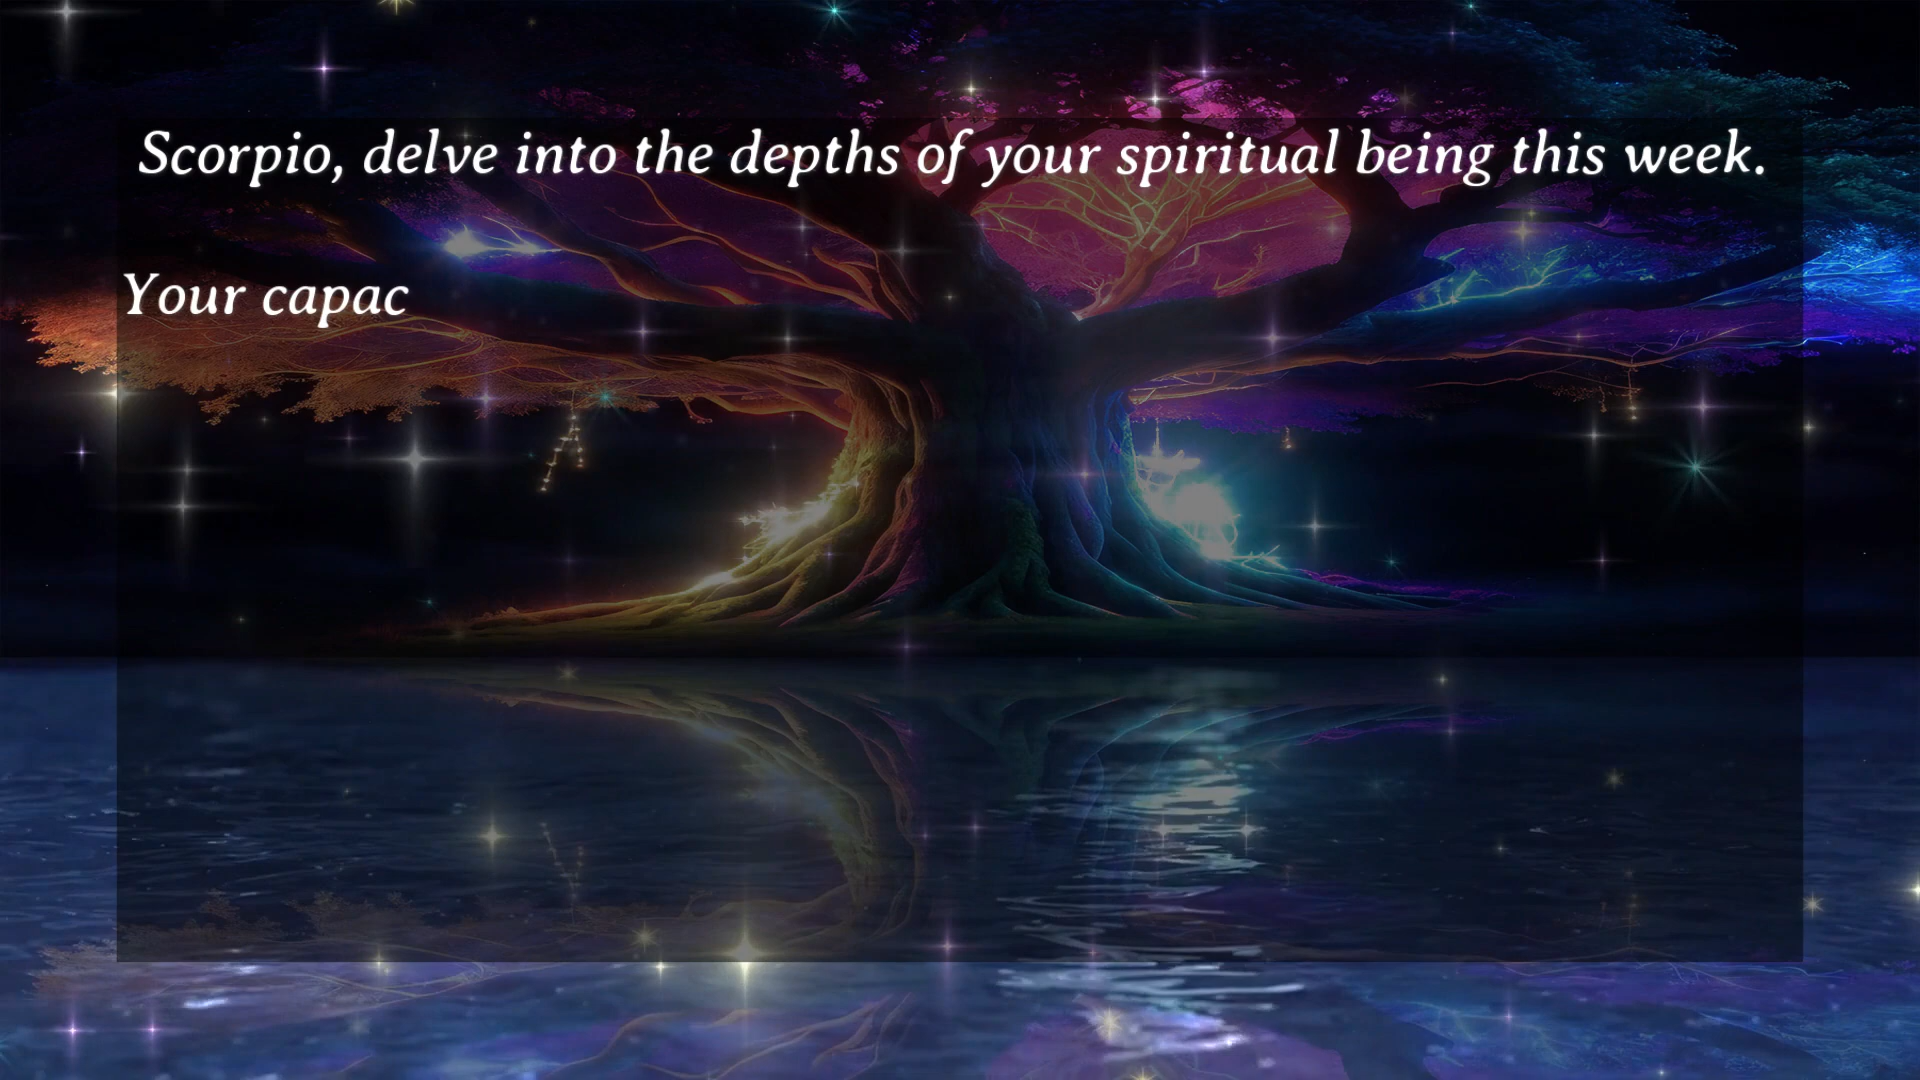 Scorpio, delve into the depths of your spiritual being this week.
Your capac